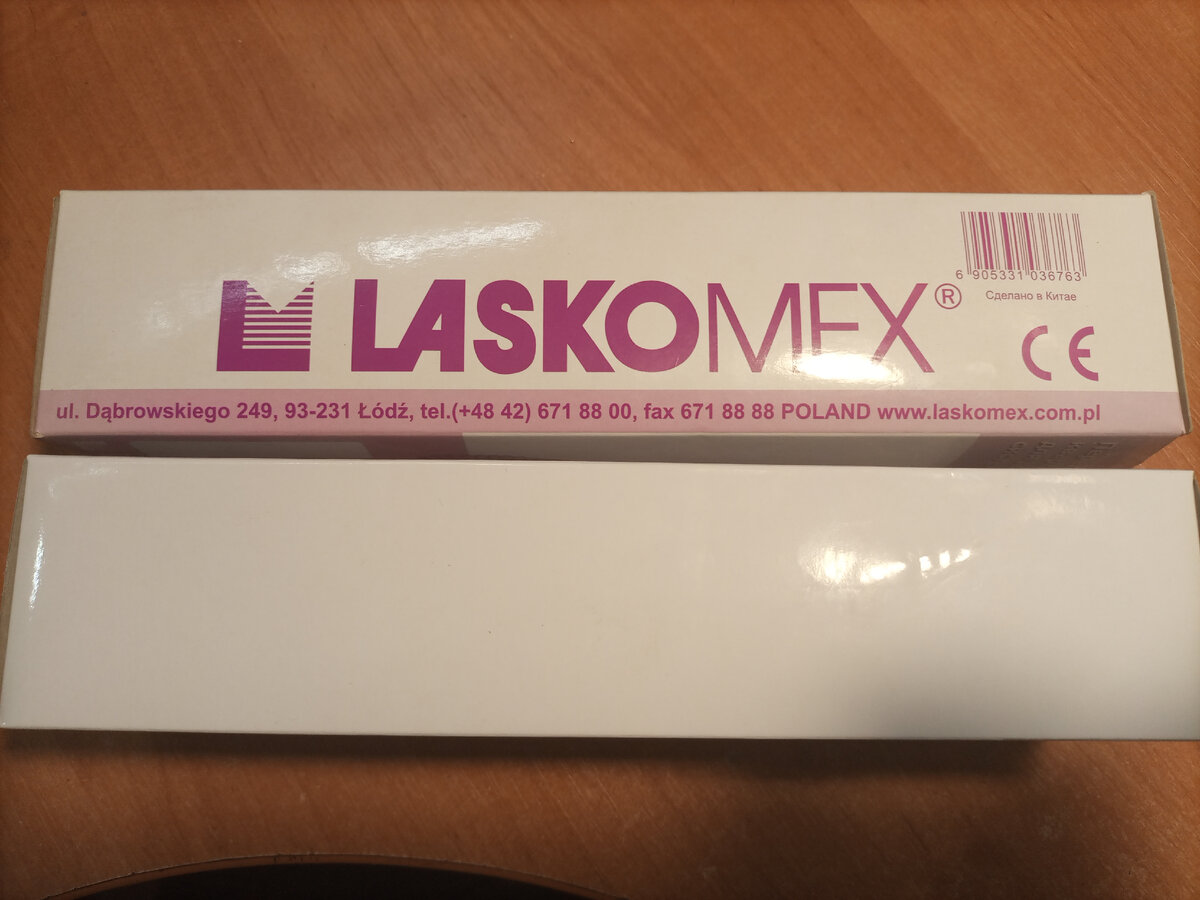 6 905331 036763
Сделано в Китае
LASKOMEX®
CE
ul. Dąbrowskiego 249, 93-231 Łódź, tel.(+48 42) 671 88 00, fax 671 88 88 POLAND www.laskomex.com.pl